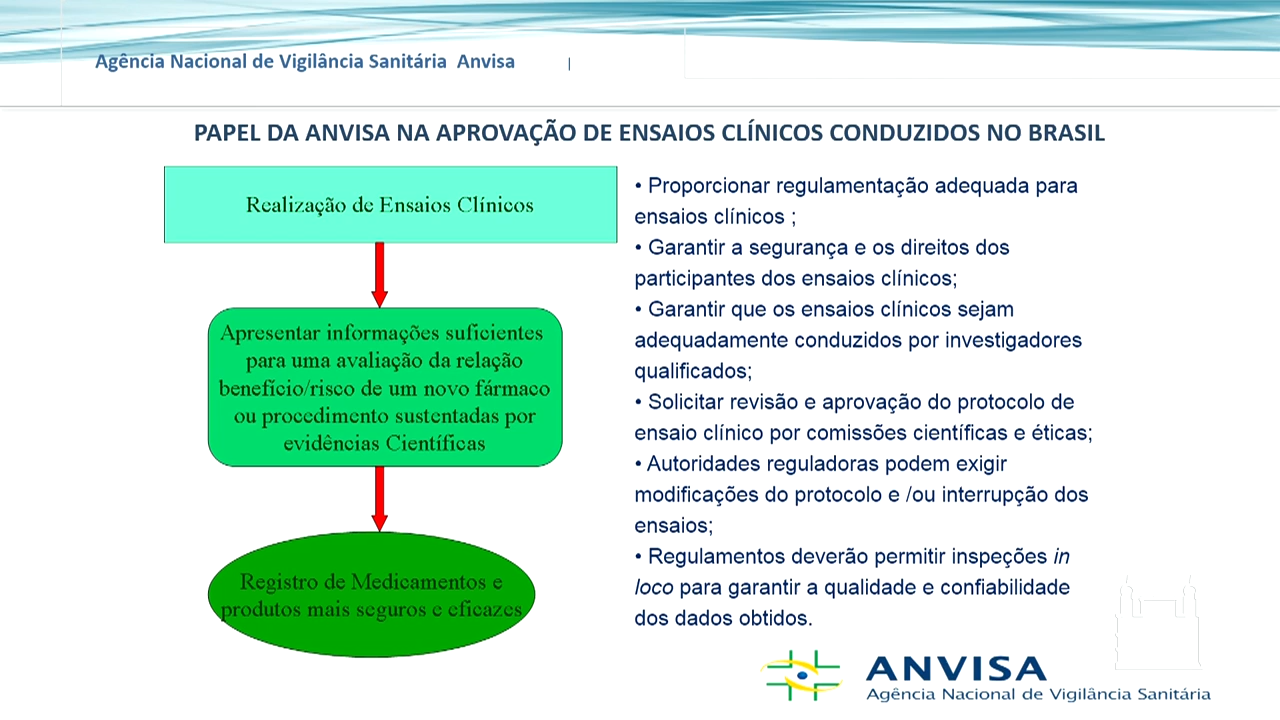 Agência Nacional de Vigilância Sanitária Anvisa |
PAPEL DA ANVISA NA APROVAÇÃO DE ENSAIOS CLÍNICOS CONDUZIDOS NO BRASIL
Realização de Ensaios Clínicos
Apresentar informações suficientes
para uma avaliação da relação
benefício/risco de um novo fármaco
ou procedimento sustentadas por
evidências Científicas
Registro de Medicamentos e
produtos mais seguros e eficazes
• Proporcionar regulamentação adequada para
ensaios clínicos ;
• Garantir a segurança e os direitos dos
participantes dos ensaios clínicos;
• Garantir que os ensaios clínicos sejam
adequadamente conduzidos por investigadores
qualificados;
• Solicitar revisão e aprovação do protocolo de
ensaio clínico por comissões científicas e éticas;
• Autoridades reguladoras podem exigir
modificações do protocolo e /ou interrupção dos
ensaios;
• Regulamentos deverão permitir inspeções in
loco para garantir a qualidade e confiabilidade
dos dados obtidos.
ANVISA
Agência Nacional de Vigilância Sanitária